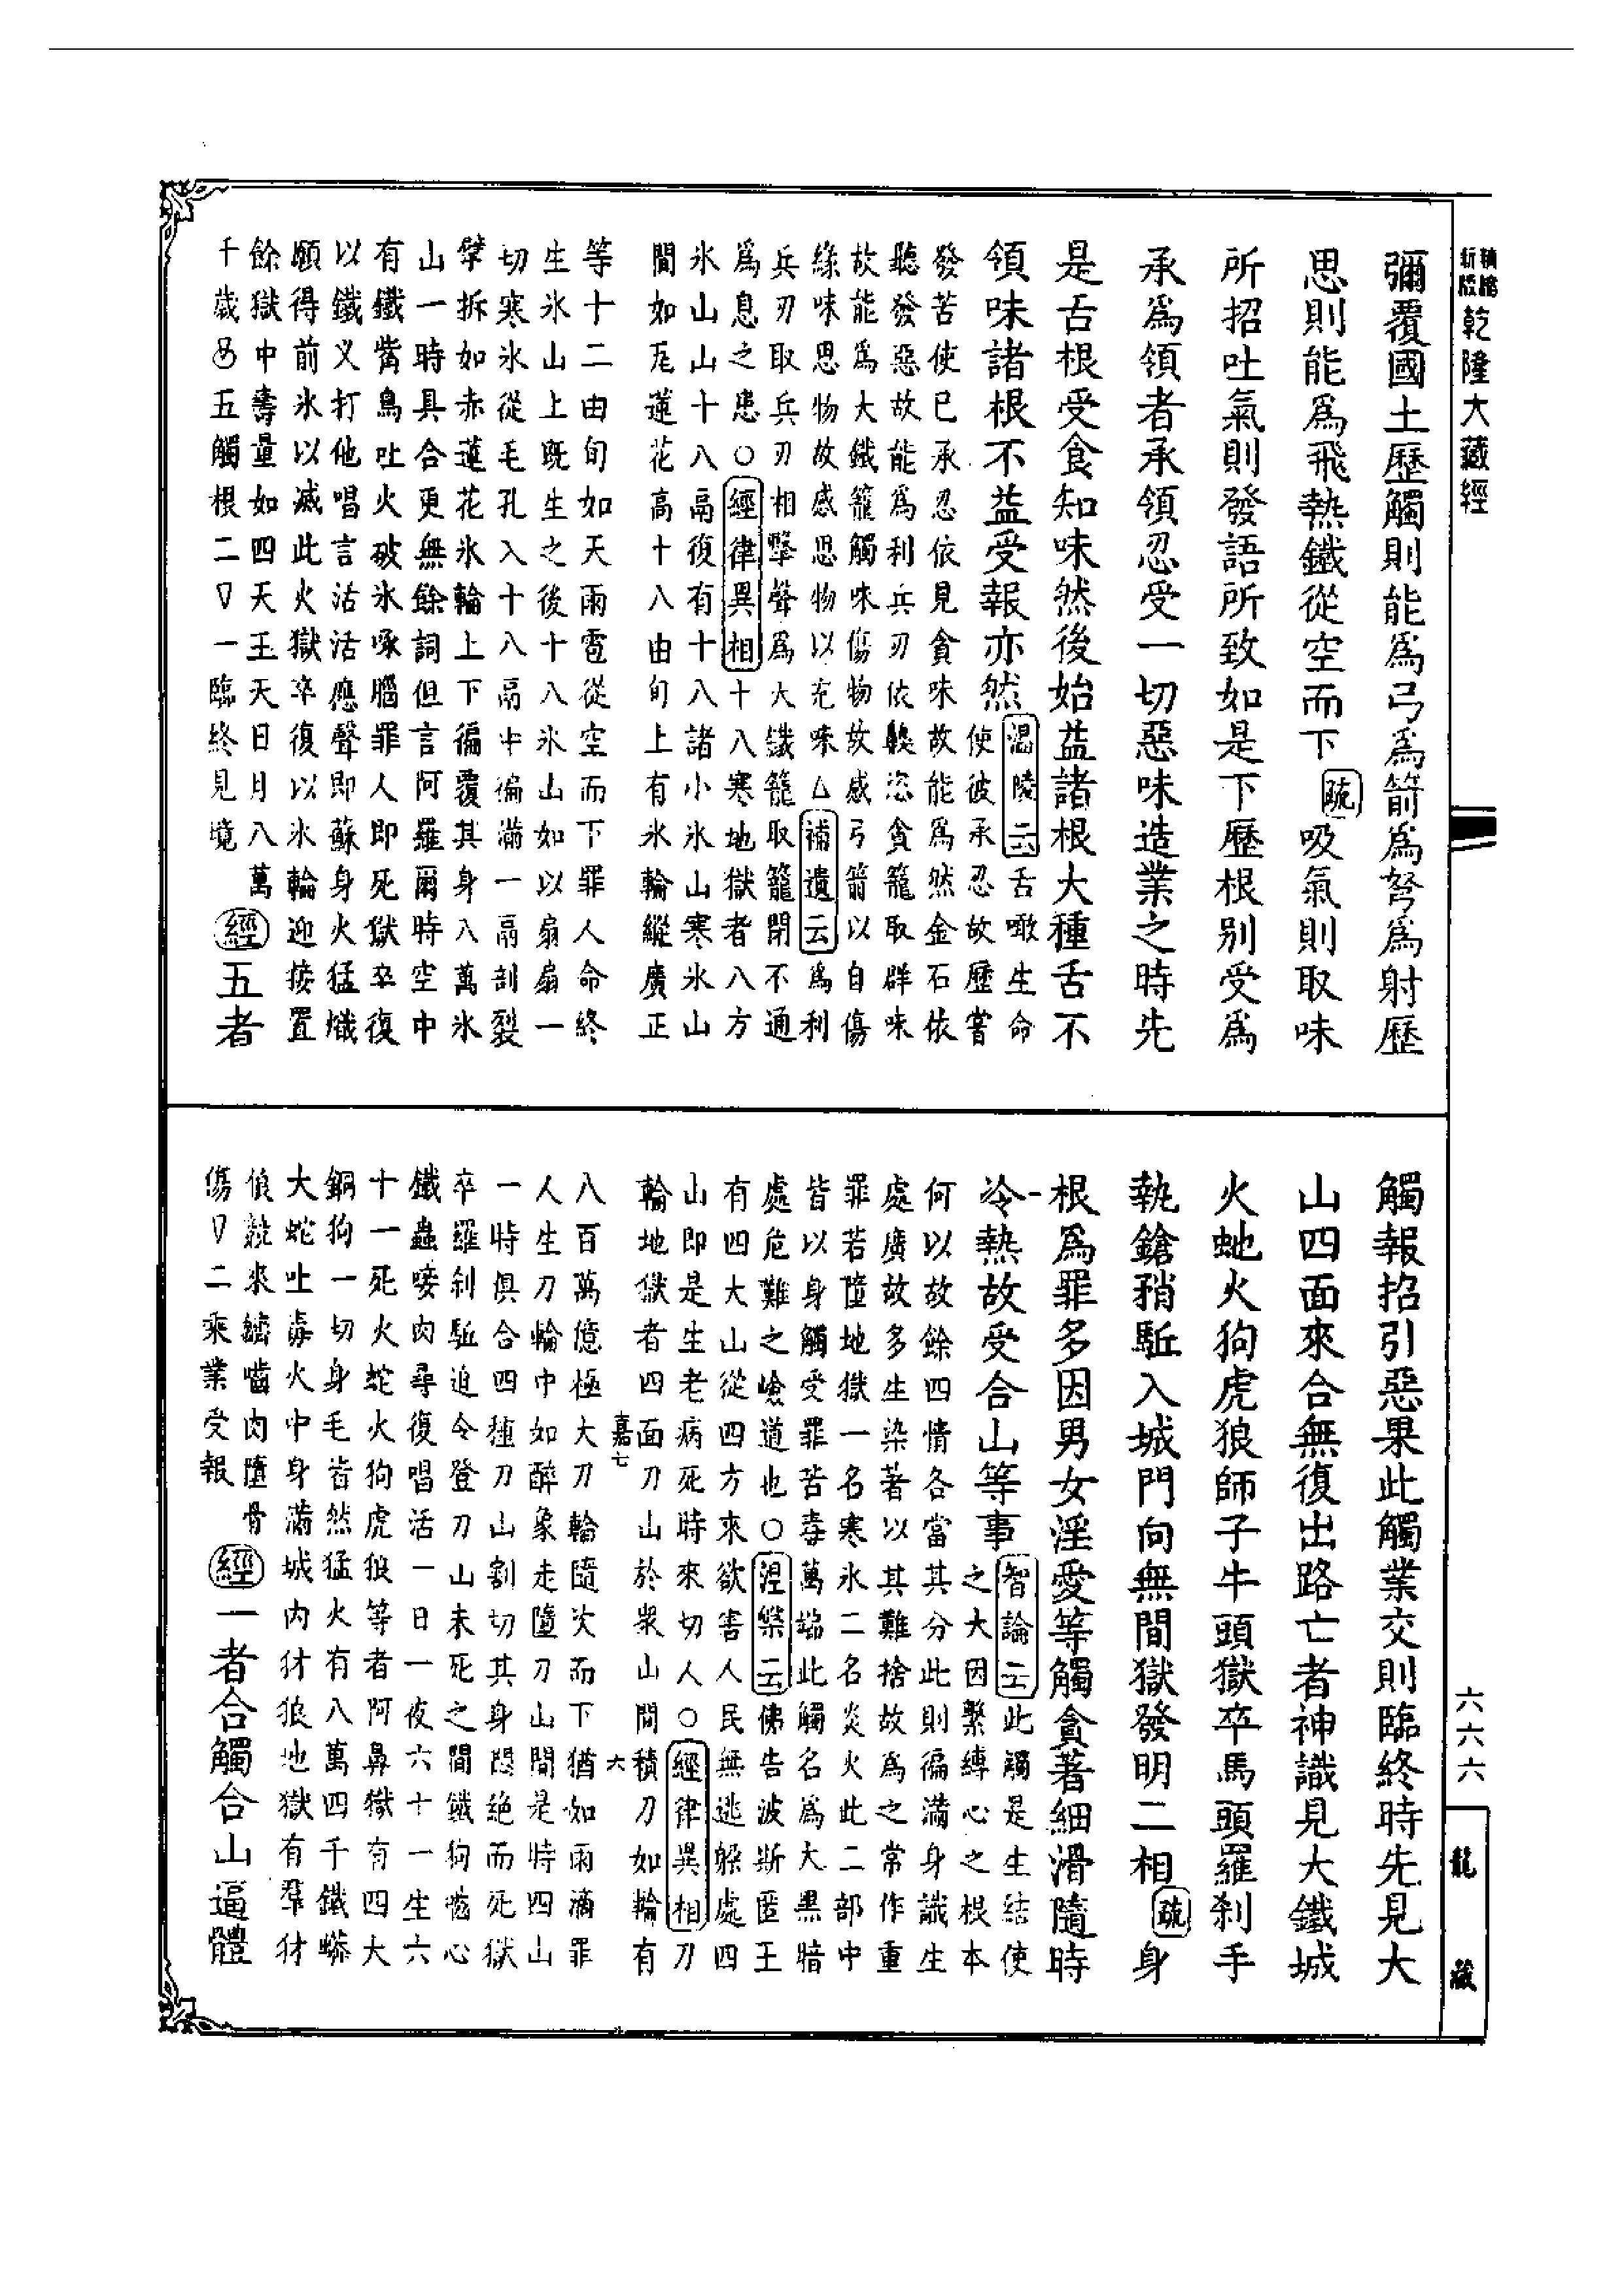 乾隆大藏經
彌覆國土歷觸則能爲弓爲箭爲弩爲射歷
思則能爲飛熱鐵從空而下疏吸氣則取味
所招吐氣則發語所致如是下歷根別受爲
承爲領者承領忍受一切惡味造業之時先
是舌根受食知味然後始益諸根大種舌不
領味諸根不益受報亦然
溫陵云舌噉生命
使彼承忍故歷嘗
發苦使已承忍依見貪味故能爲然金石依
聽發惡故能爲利兵刃依恣貪籠取群味
故能爲大鐵籠觸味傷物故感弓箭以自傷
緣味思物故感思物以充味△補遺云爲利
兵刃取兵刃相擊聲爲大鐵籠取籠閉不通
爲息之患○經律異相十八寒地獄者八方
氷山山十八鬲復有十八諸小氷山寒氷山
間如厐蓮花高十八由旬上有氷輪縱廣正
等十二由旬如天雨雹從空而下罪人命終
生氷山上既生之後十八氷山如以扇扇一
切寒氷從毛孔入十八鬲中徧滿一鬲剖裂
擘拆如赤蓮花氷輪上下徧覆其身八萬氷
山一時具合更無餘詞但言阿羅爾時空中
有鐵觜鳥吐火破氷啄腦罪人即死獄卒復
以鐵叉打他唱言活活應聲即蘇身火猛熾
願得前氷以滅此火獄卒復以氷輪迎接置
餘獄中壽量如四天王天日月八萬
千歲 五觸根二 一臨終見境
經五者
觸報招引惡果此觸業交則臨終時先見大
山四面來合無復出路亡者神識見大鐵城
火虵火狗虎狼師子牛頭獄卒馬頭羅刹手
執鎗矟駈入城門向無間獄發明二相疏身
根爲罪多因男女淫愛等觸貪著細滑隨時
冷熱故受合山等事
智論云此觸是生結使
之大因繫縛心之根本
何以故餘四情各當其分此則徧滿身識生
處廣故多生染著以其難捨故爲之常作重
罪若墮地獄一名寒氷二名炎火此二部中
皆以身觸受罪苦毒萬端此觸名爲大黑暗
處危難之嶮道也○涅槃云佛告波斯匿王
有四大山從四方來欲害人民無逃躲處四
山即是生老病死時來切人○經律異相刀
輪地獄者四面刀山於衆山間積刀如輪有
嘉七
六
八百萬億極大刀輪隨次而下猶如雨滴罪
人生刀輪中如醉象走墮刀山間是時四山
一時俱合四種刀山割切其身悶絶而死獄
卒羅刹駈追令登刀山未死之間鐵狗齧心
鐵蟲唼肉尋復唱活一日一夜六十一生六
十一死火蛇火狗虎狼等者阿鼻獄有四大
銅狗一切身毛皆然猛火有八萬四千鐵蟒
大蛇吐毒火中身滿城内犲狼地獄有羣犲
狼競來齩嚙肉墮骨
傷 二乘業受報
經一者合觸合山逼體
六六六
龍
藏